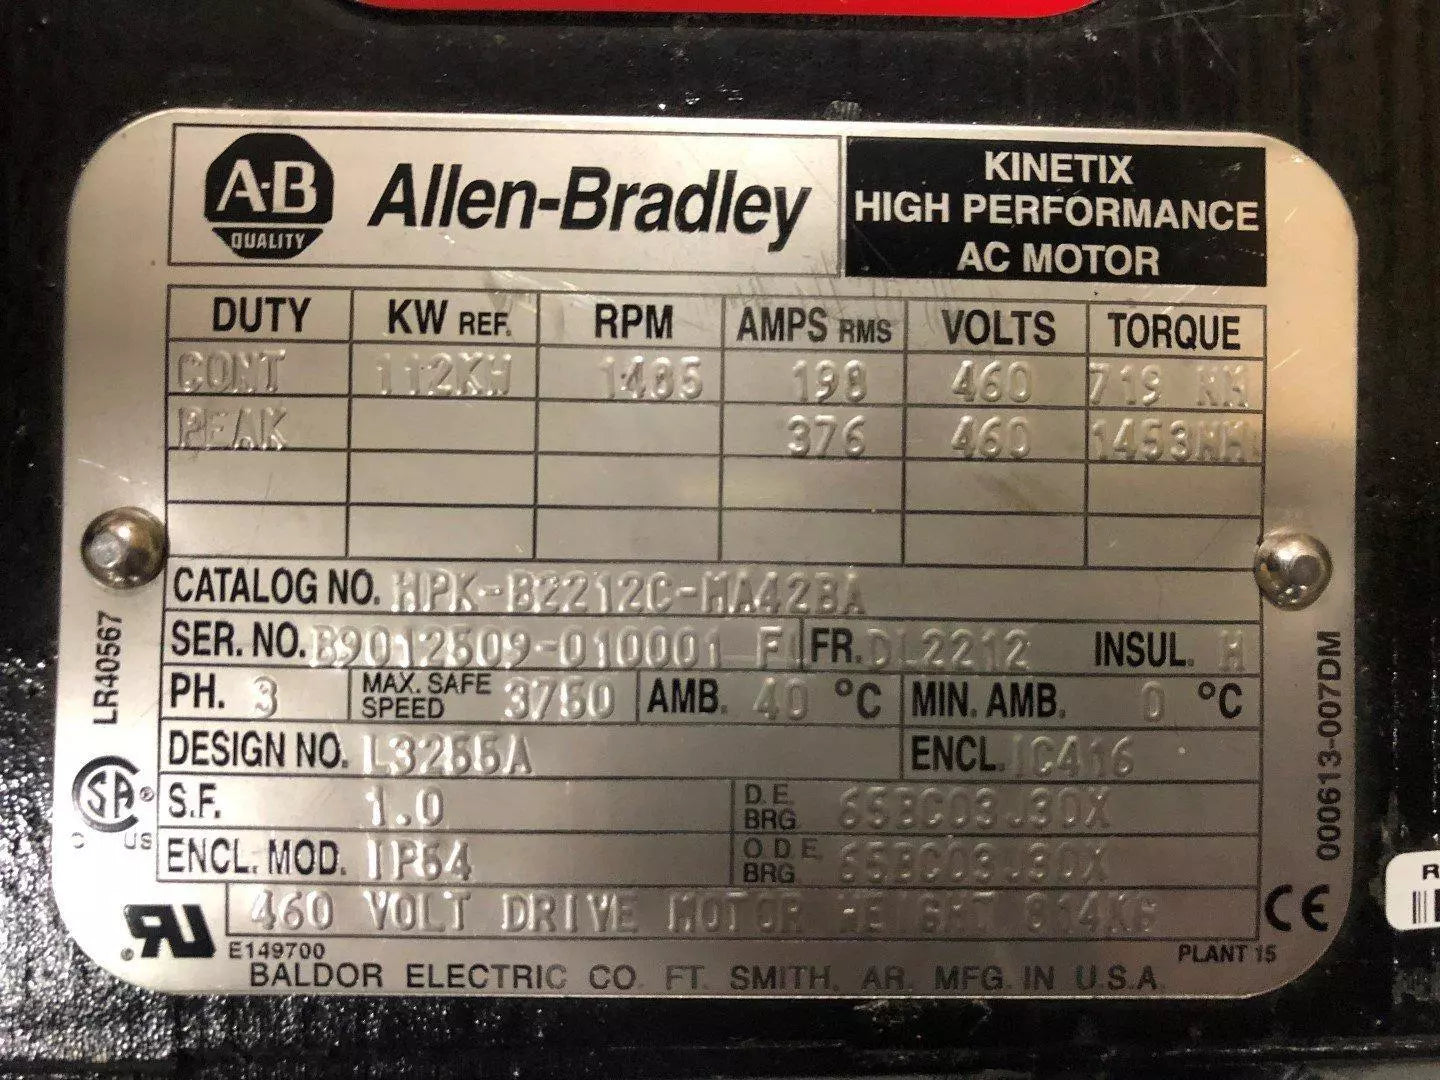 A-B
QUALITY
Allen-Bradley
KINETIX
HIGH PERFORMANCE
AC MOTOR
DUTY KW REF. RPM AMPS RMS VOLTS TORQUE
CONT 112KW 1485 198 460 719 NM
PEAK 376 460 1453NM
CATALOG NO. HPK-B2212C-MA42BA
SER. NO. B9012509-010001 F1 FR. DL2212 INSUL. H
PH. 3 MAX. SAFE SPEED 3750 AMB. 40 °C MIN. AMB. 0 °C
DESIGN NO. L3255A ENCL. IC416
S.F. 1.0 D.E. BRG. 65BC03J30X
ENCL. MOD. IP54 O.D.E. BRG. 65BC03J30X
460 VOLT DRIVE MOTOR WEIGHT 814KG
E149700
PLANT 15
BALDOR ELECTRIC CO. FT. SMITH, AR. MFG. IN U.S.A.
LR40567
SA
C US
000613-007DM
CE
R